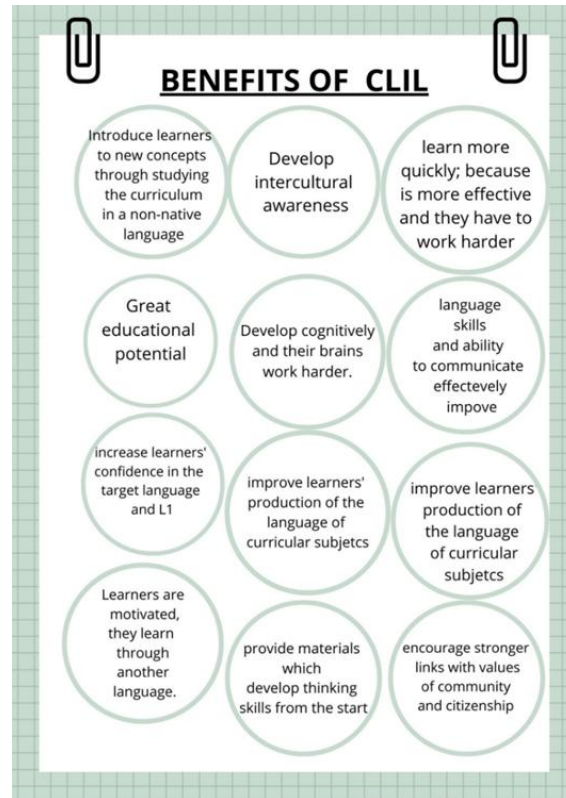 BENEFITS OF CLIL
Introduce learners
to new concepts
through studying
the curriculum
in a non-native
language
Develop
intercultural
awareness
learn more
quickly; because
is more effective
and they have to
work harder
Great
educational
potential
Develop cognitively
and their brains
work harder.
language
skills
and ability
to communicate
effectevely
impove
increase learners'
confidence in the
target language
and L1
improve learners'
production of the
language of
curricular subjetcs
improve learners
production of
the language
of curricular
subjetcs
Learners are
motivated,
they learn
through
another
language.
provide materials
which
develop thinking
skills from the start
encourage stronger
links with values
of community
and citizenship